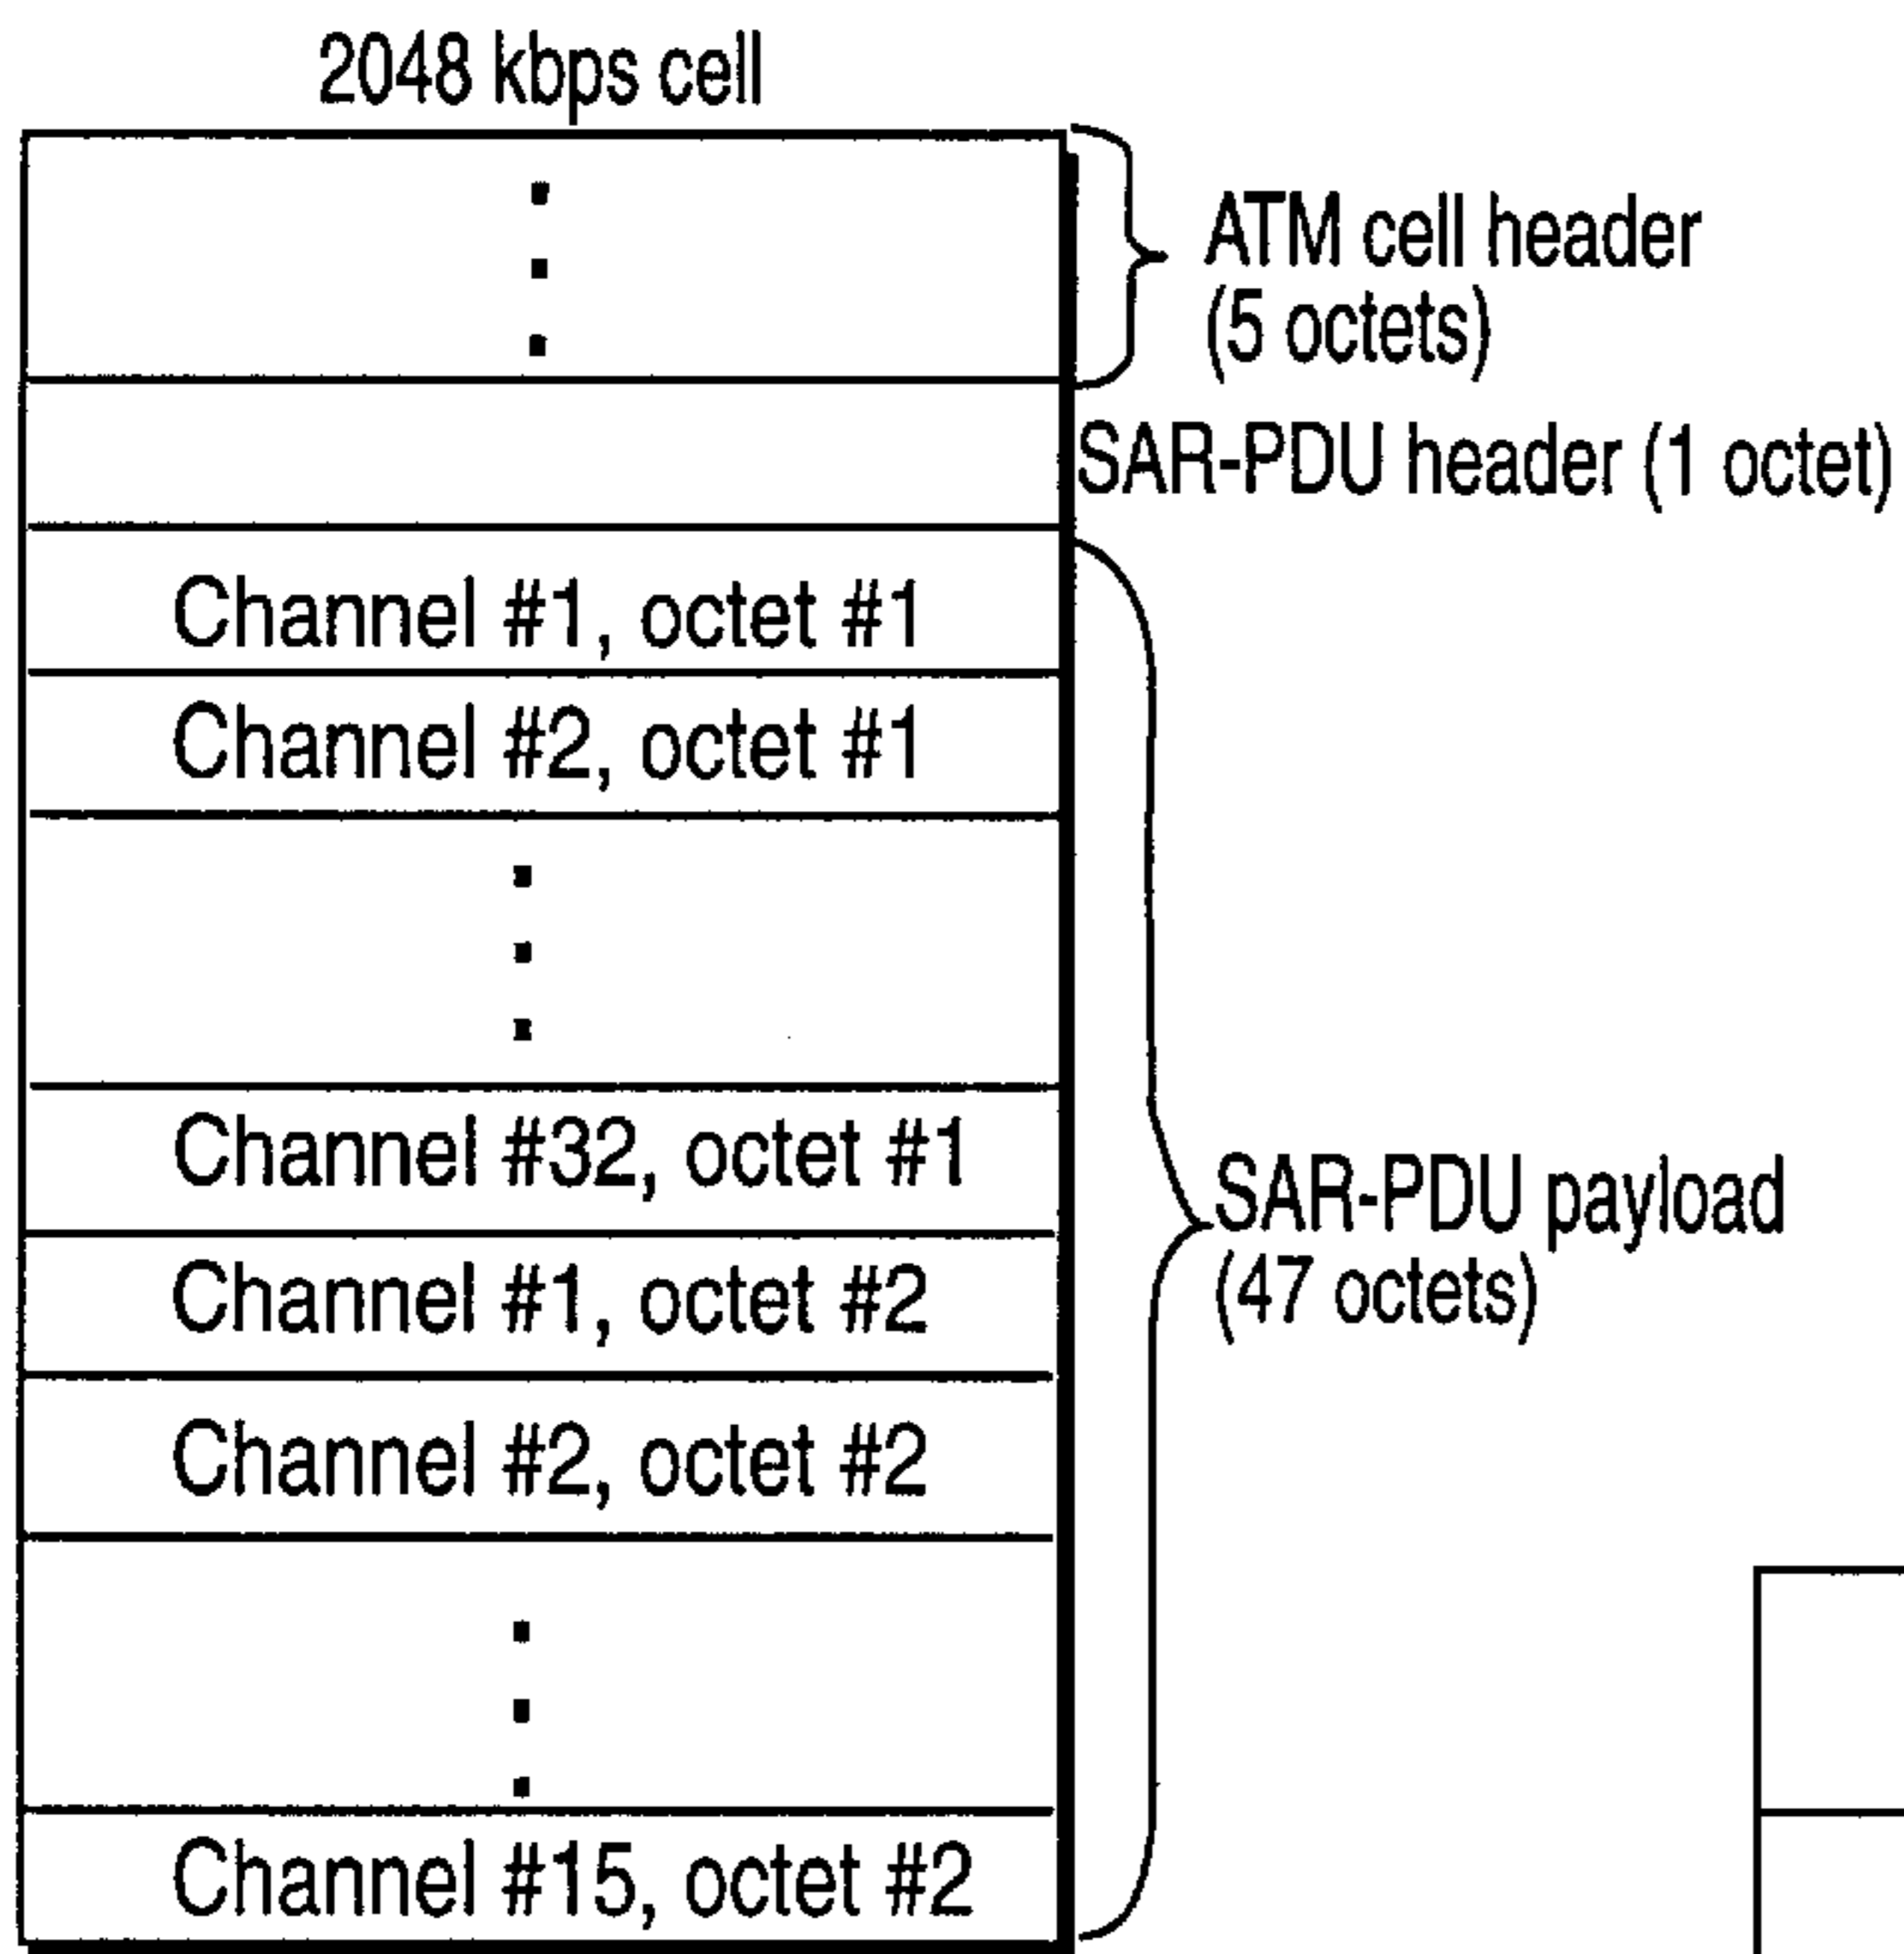 2048 kbps cell
ATM cell header
(5 octets)
SAR-PDU header (1 octet)
Channel #1, octet #1
Channel #2, octet #1
Channel #32, octet #1
SAR-PDU payload
(47 octets)
Channel #1, octet #2
Channel #2, octet #2
Channel #15, octet #2